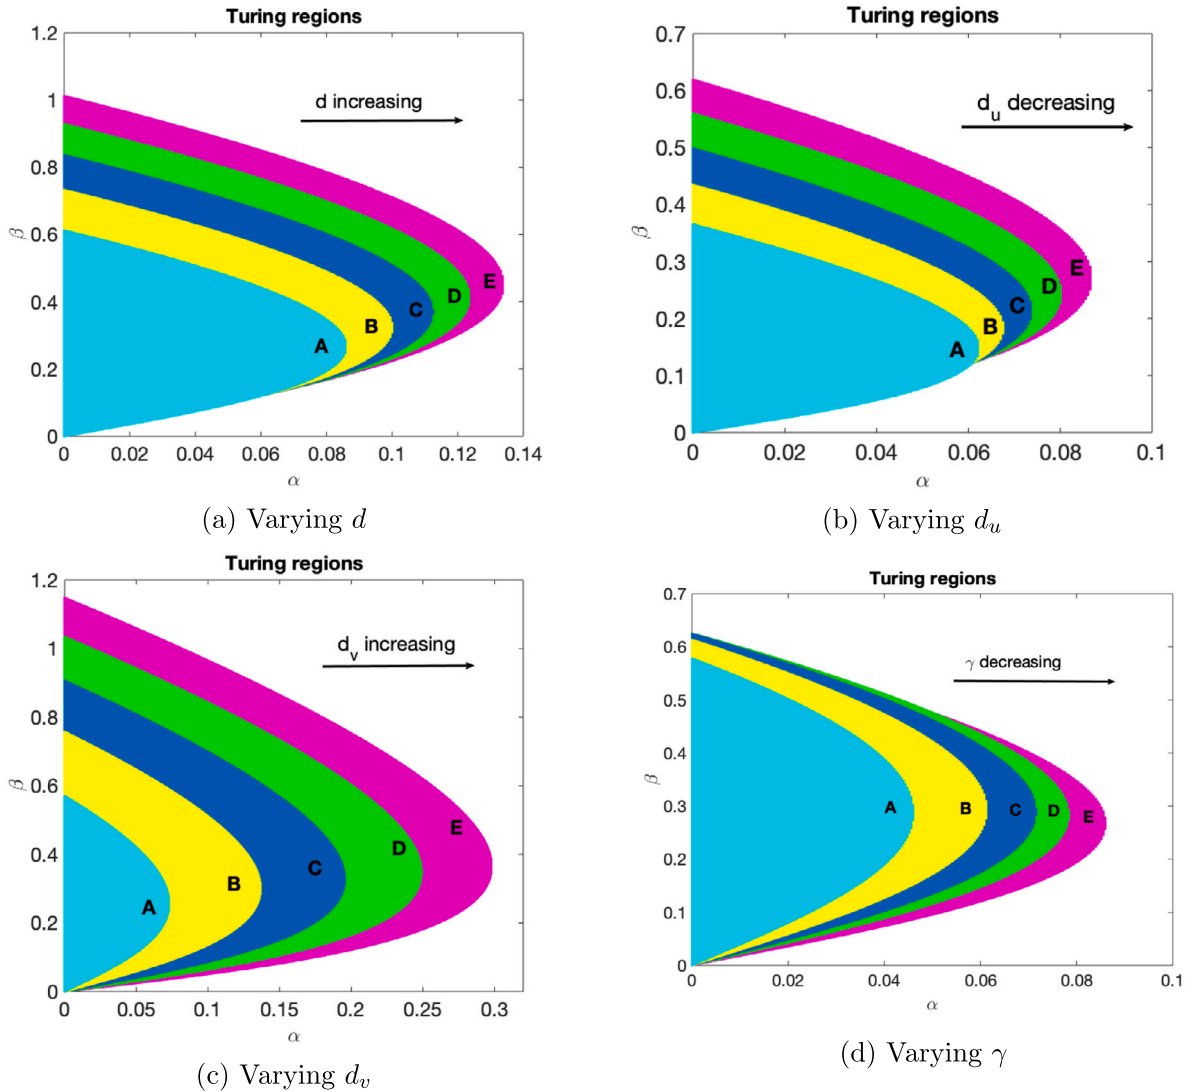 Turing regions
1.2
1
0.8
0.6
0.4
0.2
0
β
d increasing
A
B
C
D
E
0 0.02 0.04 0.06 0.08 0.1 0.12 0.14
α
(a) Varying d
Turing regions
0.7
0.6
0.5
0.4
0.3
0.2
0.1
0
β
d_u decreasing
A
B
C
D
E
0 0.02 0.04 0.06 0.08 0.1
α
(b) Varying d_u
Turing regions
1.2
1
0.8
0.6
0.4
0.2
0
β
d_v increasing
A
B
C
D
E
0 0.05 0.1 0.15 0.2 0.25 0.3
α
(c) Varying d_v
Turing regions
0.7
0.6
0.5
0.4
0.3
0.2
0.1
0
β
γ decreasing
A
B
C
D
E
0 0.02 0.04 0.06 0.08 0.1
α
(d) Varying γ